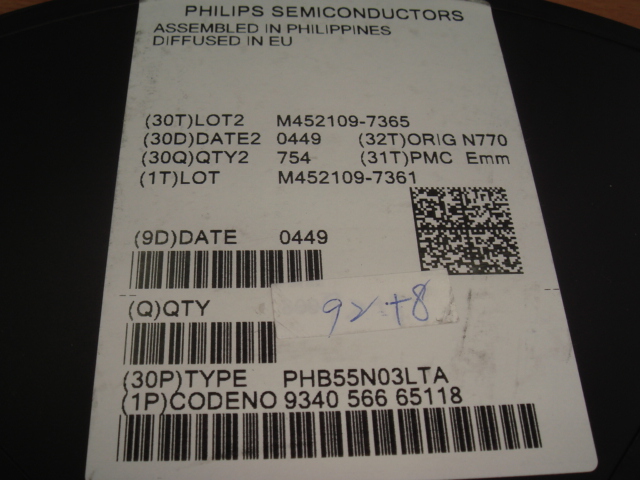 PHILIPS SEMICONDUCTORS
ASSEMBLED IN PHILIPPINES
DIFFUSED IN EU
(30T)LOT2 M452109-7365
(30D)DATE2 0449 (32T)ORIG N770
(30Q)QTY2 754 (31T)PMC Emm
(1T)LOT M452109-7361
(9D)DATE 0449
(Q)QTY 92+8
(30P)TYPE PHB55N03LTA
(1P)CODENO 9340 566 65118